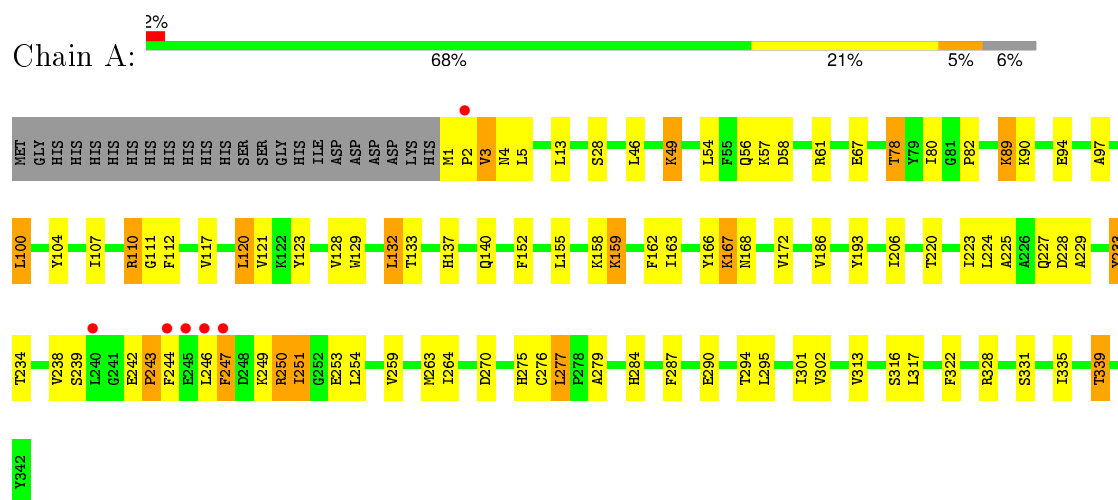 2%
Chain A:
68% 21% 5% 6%
MET GLY HIS HIS HIS HIS HIS HIS HIS HIS HIS HIS SER SER GLY HIS ILE ASP ASP ASP ASP LYS HIS M1 P2 V3 N4 L5 L13 S28 L46 K49 L54 F55 Q56 K57 D58 R61 E67 T78 Y79 I80 G81 P82 K89 K90 E94 A97
L100 Y104 I107 R110 G111 F112 V117 L120 V121 K122 Y123 V128 W129 L132 T133 H137 Q140 F152 L155 K158 K159 F162 I163 Y166 K167 N168 V172 V186 Y193 I206 T220 I223 L224 A225 A226 Q227 D228 A229 Y233
T234 V238 S239 L240 G241 E242 P243 F244 E245 L246 F247 D248 K249 R250 I251 G252 E253 L254 V259 M263 I264 D270 H275 C276 L277 P278 A279 H284 F287 E290 T294 L295 I301 V302 V313 S316 L317 F322 R328 S331 I335 T339
Y342